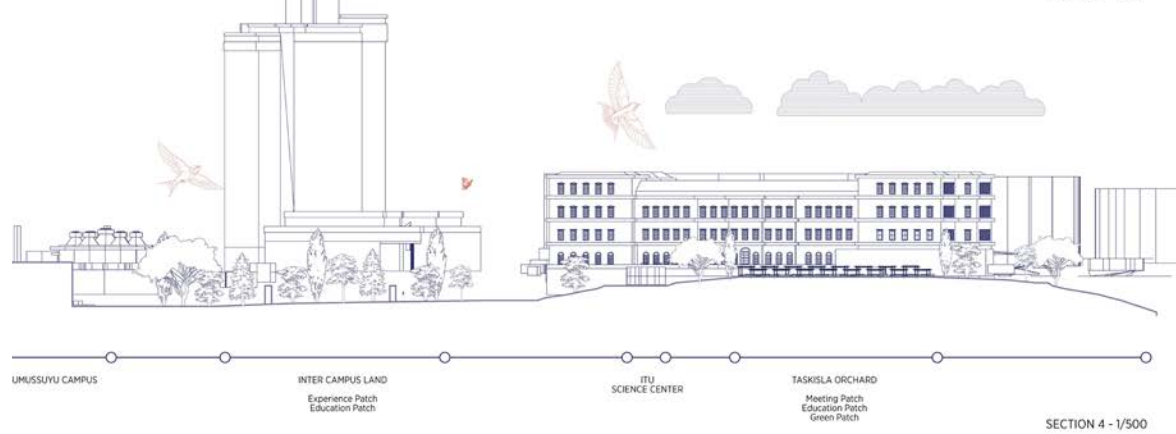 UMUSSUYU CAMPUS
INTER CAMPUS LAND
Experience Patch
Education Patch
ITU
SCIENCE CENTER
TASKISLA ORCHARD
Meeting Patch
Education Patch
Green Patch
SECTION 4 - 1/500